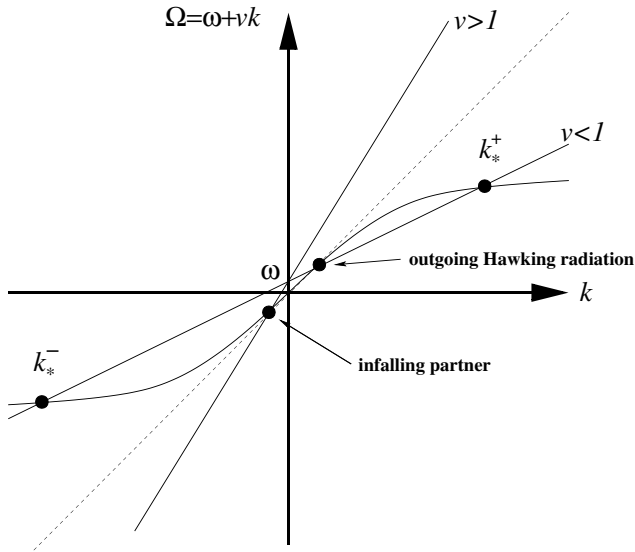 Ω=ω+vk
v>1
v<1
k*+
outgoing Hawking radiation
ω
k
k*-
infalling partner